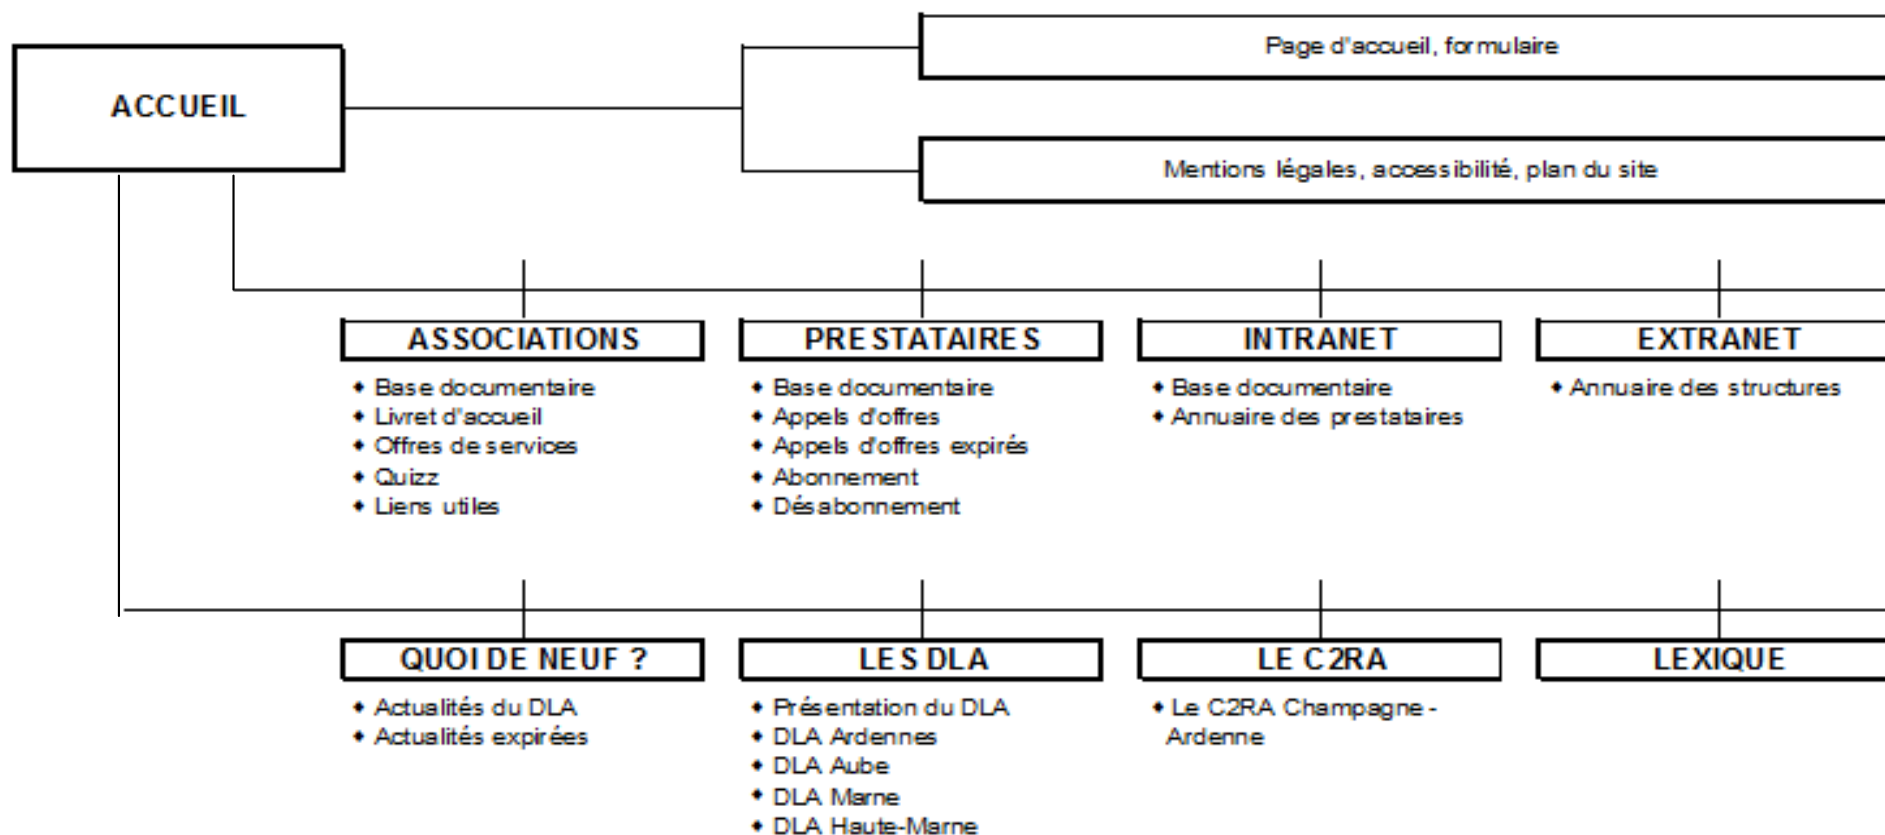 Page d'accueil, formulaire
ACCUEIL
Mentions légales, accessibilité, plan du site
ASSOCIATIONS
◆ Base documentaire
◆ Livret d'accueil
◆ Offres de services
◆ Quizz
◆ Liens utiles
PRESTATAIRES
◆ Base documentaire
◆ Appels d'offres
◆ Appels d'offres expirés
◆ Abonnement
◆ Désabonnement
INTRANET
◆ Base documentaire
◆ Annuaire des prestataires
EXTRANET
◆ Annuaire des structures
QUOI DE NEUF ?
◆ Actualités du DLA
◆ Actualités expirées
LES DLA
◆ Présentation du DLA
◆ DLA Ardennes
◆ DLA Aube
◆ DLA Marne
◆ DLA Haute-Marne
LE C2RA
◆ Le C2RA Champagne-
Ardenne
LEXIQUE